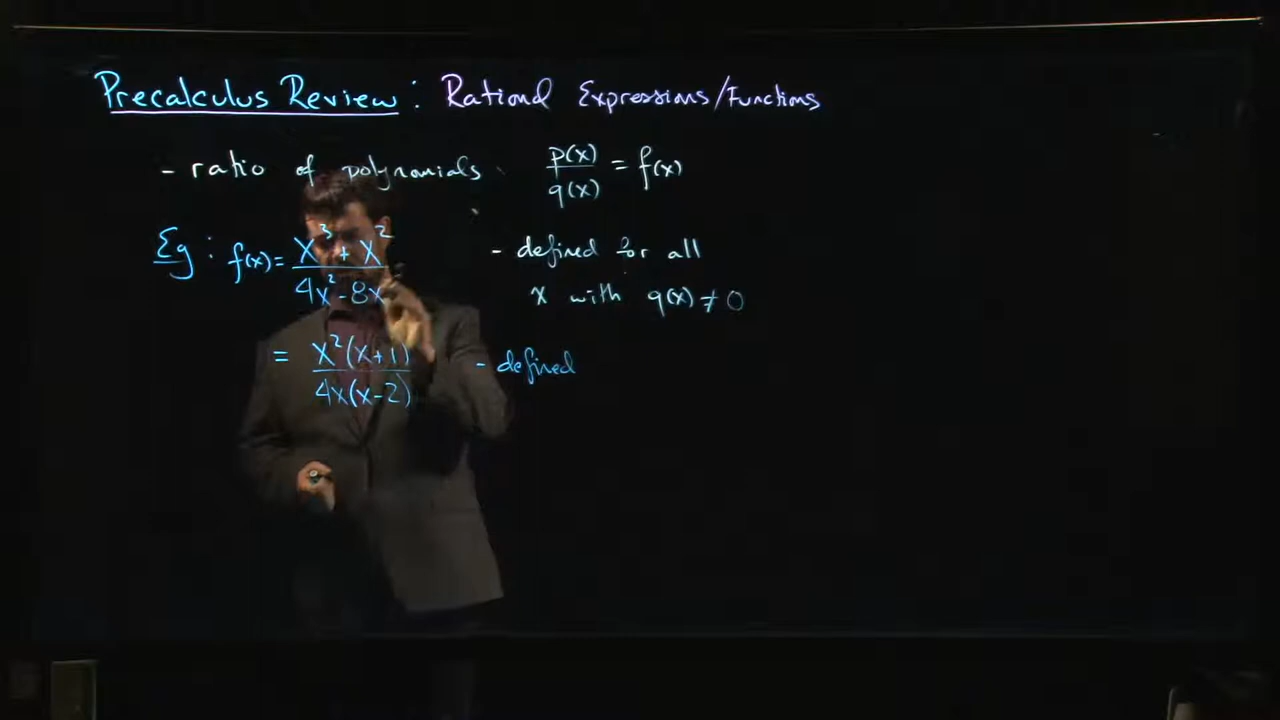 Precalculus Review: Rational Expressions/Functions
- ratio of polynomials. p(x)/q(x) = f(x)
Eg: f(x) = (x³ + x²)/(4x² - 8x)
- defined for all
x with q(x) ≠ 0
= x²(x+1)/4x(x-2)
- defined